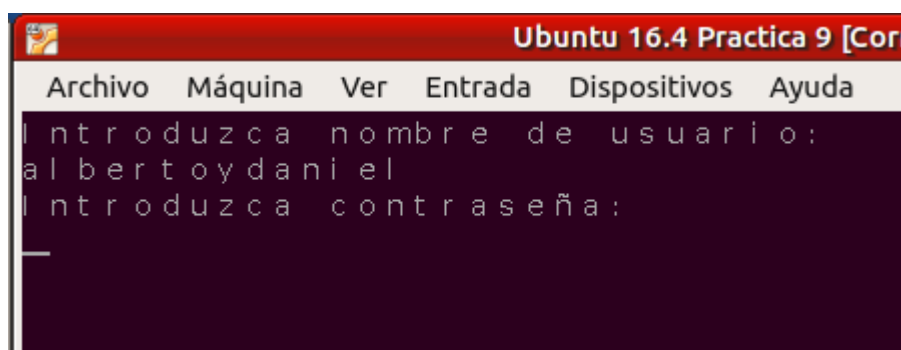 Ubuntu 16.4 Practica 9 [Cor
Archivo Máquina Ver Entrada Dispositivos Ayuda
Introduzca nombre de usuario:
albertoydaniel
Introduzca contraseña: